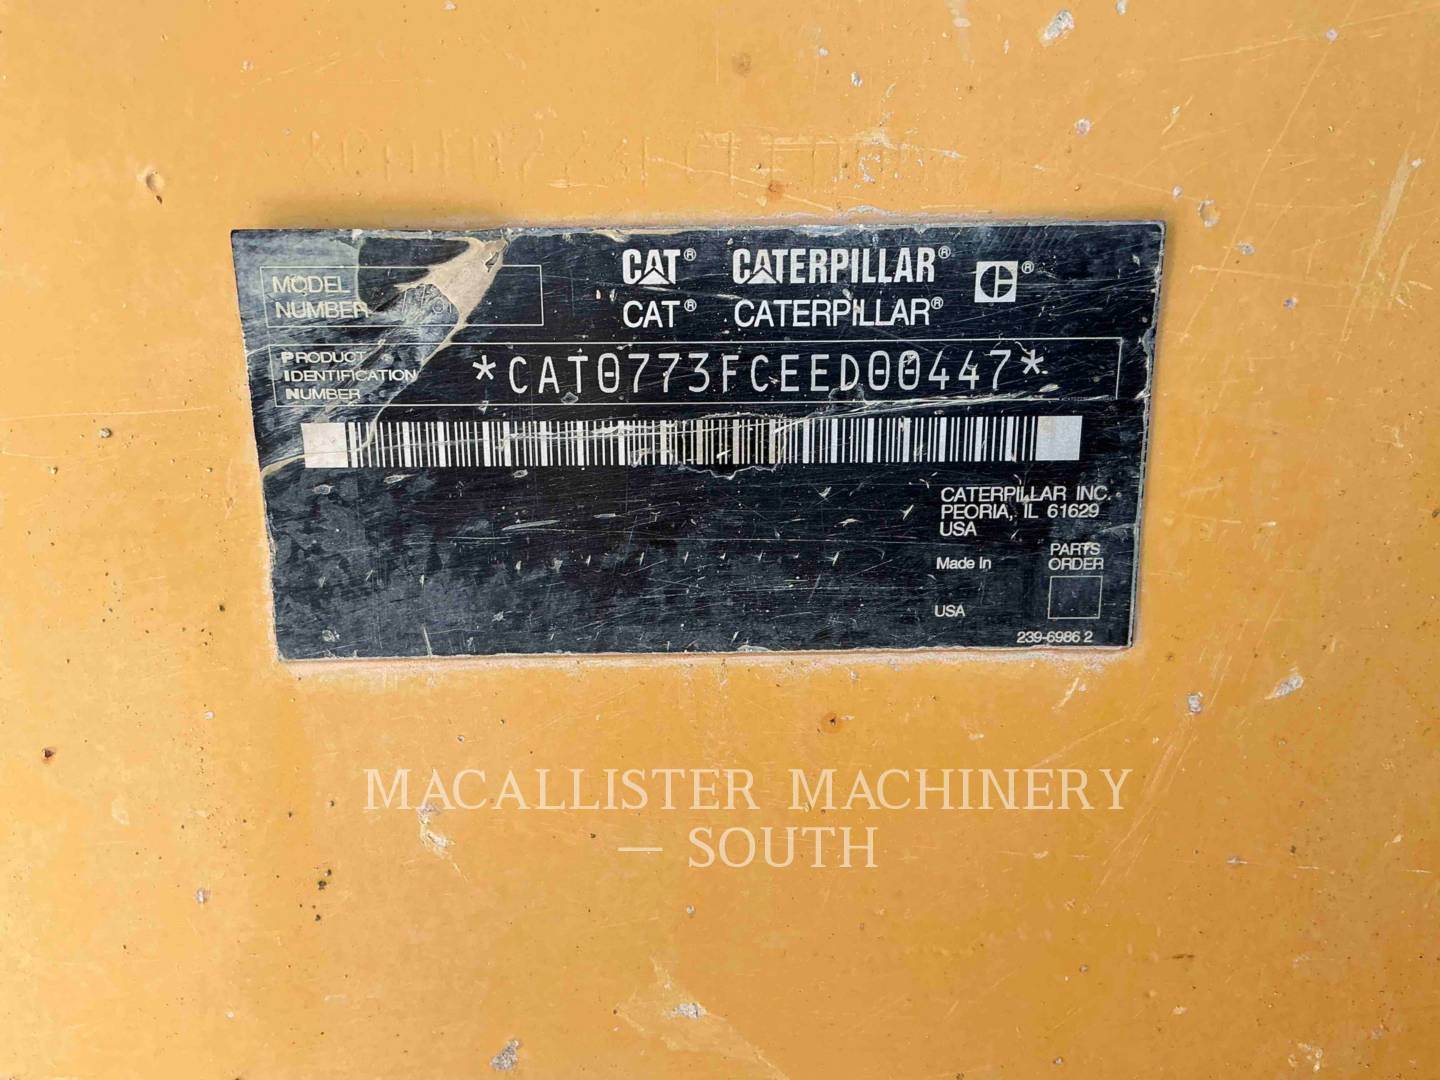 CAT® CATERPILLAR® ®
CAT® CATERPILLAR®
MODEL
NUMBER
PRODUCT
IDENTIFICATION
NUMBER
*CAT0773FCEED00447*
CATERPILLAR INC.
PEORIA, IL 61629
USA
Made In
USA
PARTS
ORDER
239-6986 2
MACALLISTER MACHINERY
— SOUTH